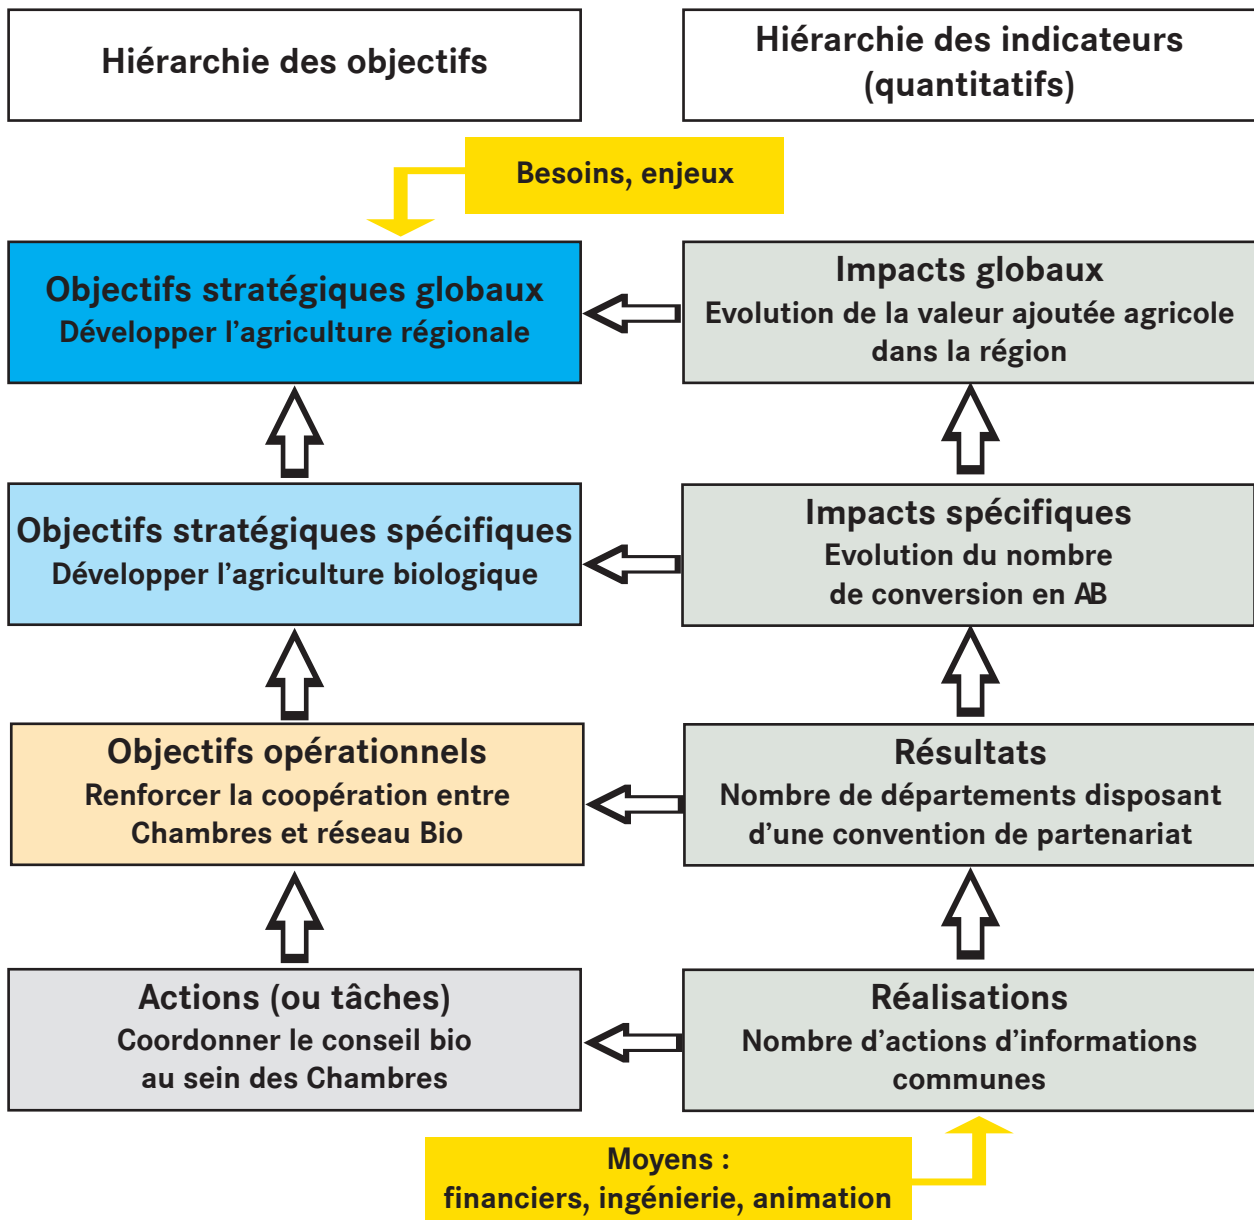 Hiérarchie des objectifs
Hiérarchie des indicateurs
(quantitatifs)
Besoins, enjeux
Objectifs stratégiques globaux
Développer l’agriculture régionale
Impacts globaux
Evolution de la valeur ajoutée agricole
dans la région
Objectifs stratégiques spécifiques
Développer l’agriculture biologique
Impacts spécifiques
Evolution du nombre
de conversion en AB
Objectifs opérationnels
Renforcer la coopération entre
Chambres et réseau Bio
Résultats
Nombre de départements disposant
d’une convention de partenariat
Actions (ou tâches)
Coordonner le conseil bio
au sein des Chambres
Réalisations
Nombre d’actions d’informations
communes
Moyens :
financiers, ingénierie, animation